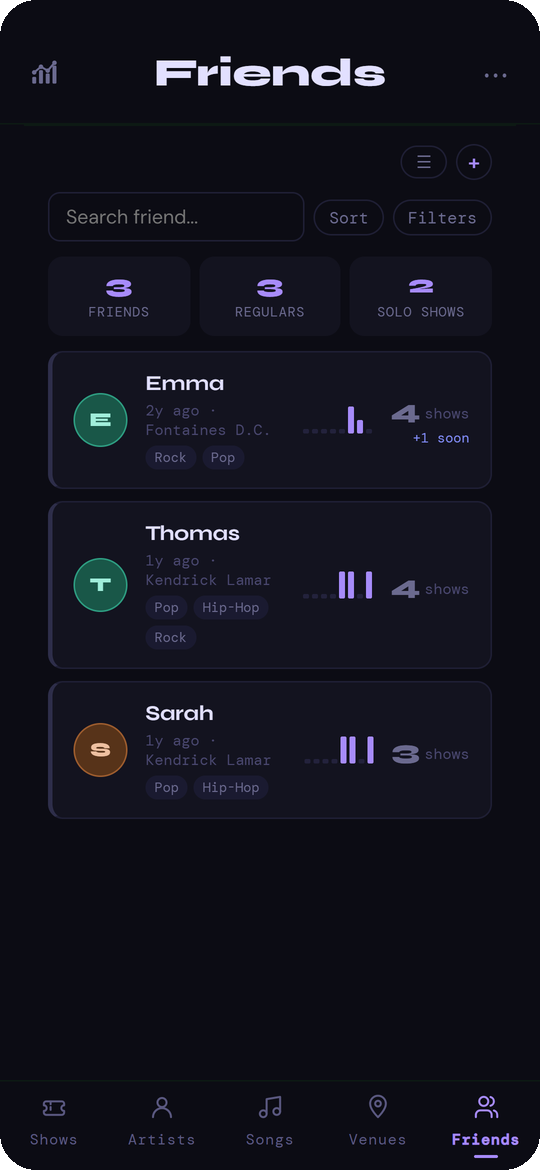 Friends
Search friend…
Sort
Filters
3
FRIENDS
3
REGULARS
2
SOLO SHOWS
E
Emma
2y ago ·
Fontaines D.C.
Rock
Pop
4 shows
+1 soon
T
Thomas
1y ago ·
Kendrick Lamar
Pop
Hip-Hop
Rock
4 shows
S
Sarah
1y ago ·
Kendrick Lamar
Pop
Hip-Hop
3 shows
Shows
Artists
Songs
Venues
Friends